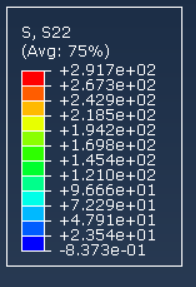 S, S22
(Avg: 75%)
+2.917e+02
+2.673e+02
+2.429e+02
+2.185e+02
+1.942e+02
+1.698e+02
+1.454e+02
+1.210e+02
+9.666e+01
+7.229e+01
+4.791e+01
+2.354e+01
-8.373e-01